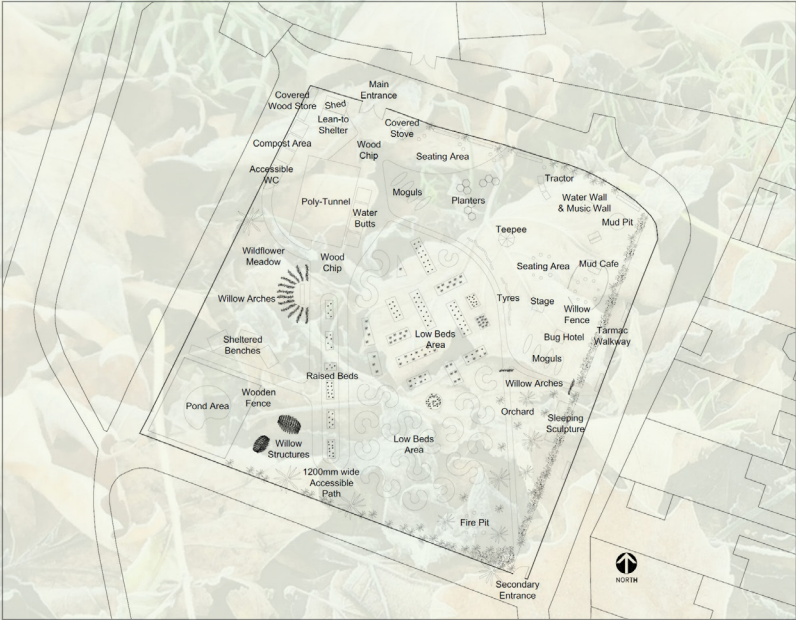 Main
Entrance
Covered
Wood Store
Shed
Lean-to
Shelter
Covered
Stove
Compost Area
Wood
Chip
Seating Area
Accessible
WC
Tractor
Moguls
Planters
Poly-Tunnel
Water Wall
& Music Wall
Water
Butts
Mud Pit
Teepee
Wildflower
Meadow
Wood
Chip
Seating Area
Mud Cafe
Willow Arches
Tyres
Stage
Willow
Fence
Low Beds
Area
Bug Hotel
Tarmac
Walkway
Sheltered
Benches
Moguls
Raised Beds
Willow Arches
Wooden
Fence
Pond Area
Orchard
Sleeping
Sculpture
Willow
Structures
Low Beds
Area
1200mm wide
Accessible
Path
Fire Pit
Secondary
Entrance
NORTH